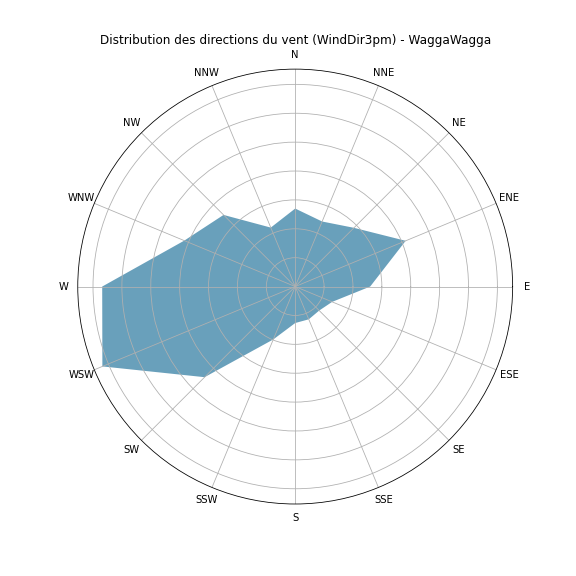 Distribution des directions du vent (WindDir3pm) - WaggaWagga
N
NNW
NNE
NW
NE
WNW
ENE
W
E
WSW
ESE
SW
SE
SSW
SSE
S